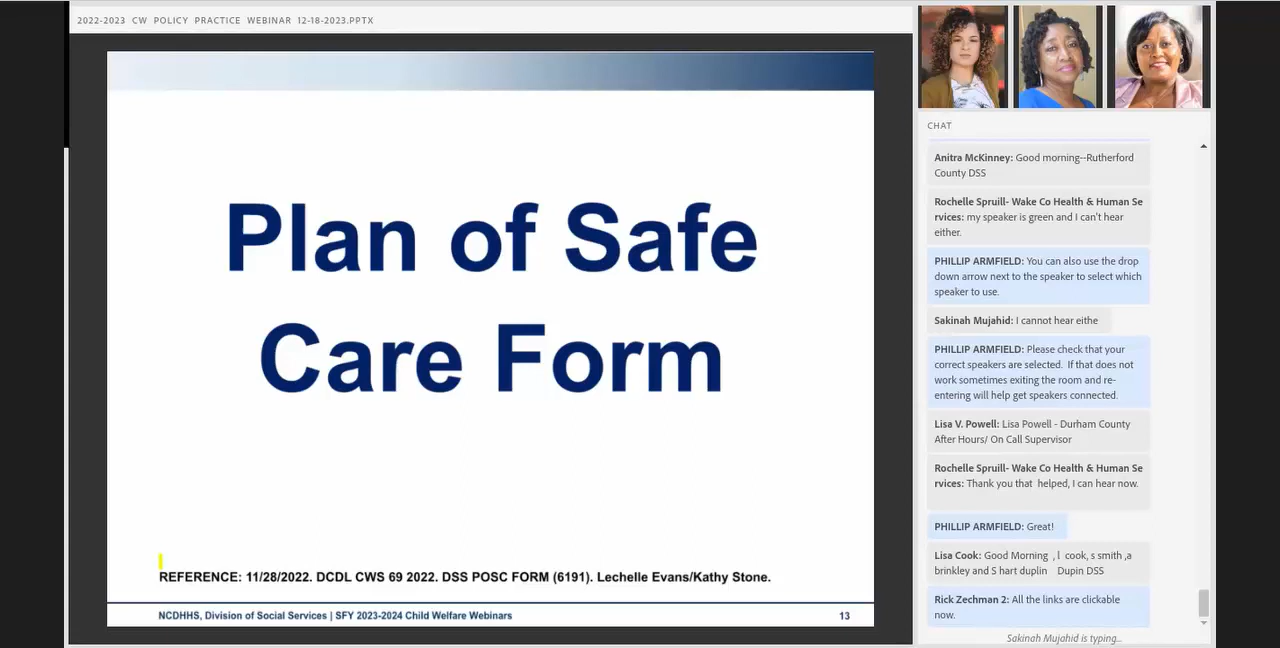 2022-2023 CW POLICY PRACTICE WEBINAR 12-18-2023.PPTX
Plan of Safe
Care Form
REFERENCE: 11/28/2022. DCDL CWS 69 2022. DSS POSC FORM (6191). Lechelle Evans/Kathy Stone.
NCDHHS, Division of Social Services | SFY 2023-2024 Child Welfare Webinars
13
CHAT
Anitra McKinney: Good morning--Rutherford
County DSS
Rochelle Spruill- Wake Co Health & Human Se
rvices: my speaker is green and I can't hear
either.
PHILLIP ARMFIELD: You can also use the drop
down arrow next to the speaker to select which
speaker to use.
Sakinah Mujahid: I cannot hear eithe
PHILLIP ARMFIELD: Please check that your
correct speakers are selected. If that does not
work sometimes exiting the room and re-
entering will help get speakers connected.
Lisa V. Powell: Lisa Powell - Durham County
After Hours/ On Call Supervisor
Rochelle Spruill- Wake Co Health & Human Se
rvices: Thank you that helped, I can hear now.
PHILLIP ARMFIELD: Great!
Lisa Cook: Good Morning , l cook, s smith ,a
brinkley and S hart duplin Dupin DSS
Rick Zechman 2: All the links are clickable
now.
Sakinah Mujahid is typing...